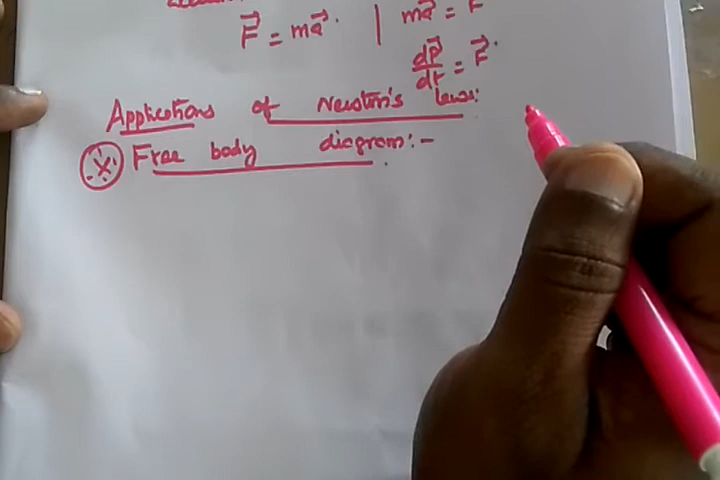 F⃗ = ma⃗ | ma⃗ = F
dp⃗/dt = F⃗
Applications of Newton's laws:
Free body diagram:-